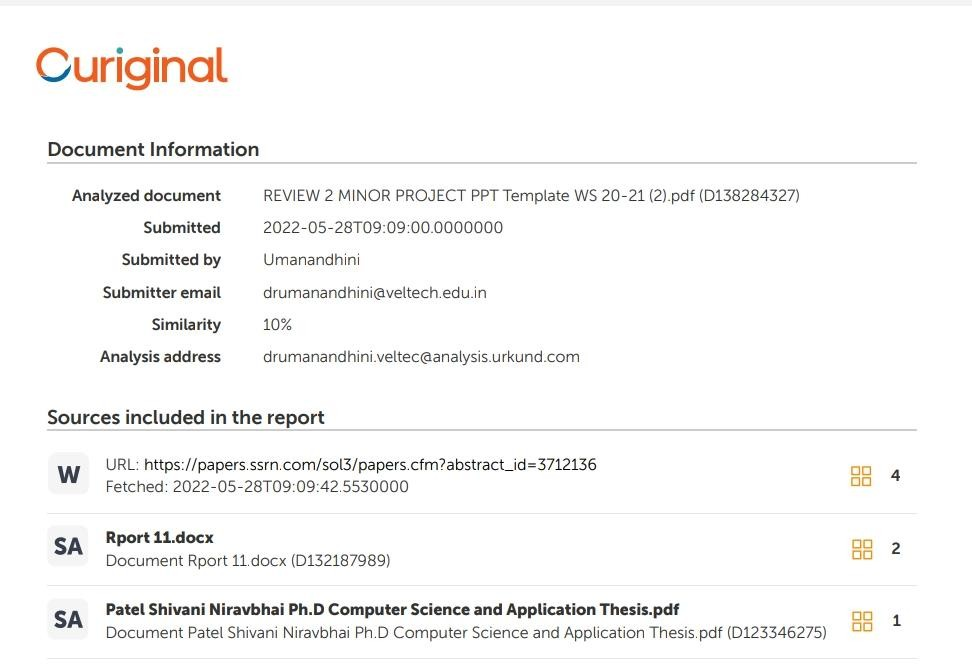 Ouriginal
Document Information
Analyzed document REVIEW 2 MINOR PROJECT PPT Template WS 20-21 (2).pdf (D138284327)
Submitted 2022-05-28T09:09:00.0000000
Submitted by Umanandhini
Submitter email drumanandhini@veltech.edu.in
Similarity 10%
Analysis address drumanandhini.veltec@analysis.urkund.com
Sources included in the report
W URL: https://papers.ssrn.com/sol3/papers.cfm?abstract_id=3712136 4
Fetched: 2022-05-28T09:09:42.5530000
SA Rport 11.docx 2
Document Rport 11.docx (D132187989)
SA Patel Shivani Niravbhai Ph.D Computer Science and Application Thesis.pdf 1
Document Patel Shivani Niravbhai Ph.D Computer Science and Application Thesis.pdf (D123346275)